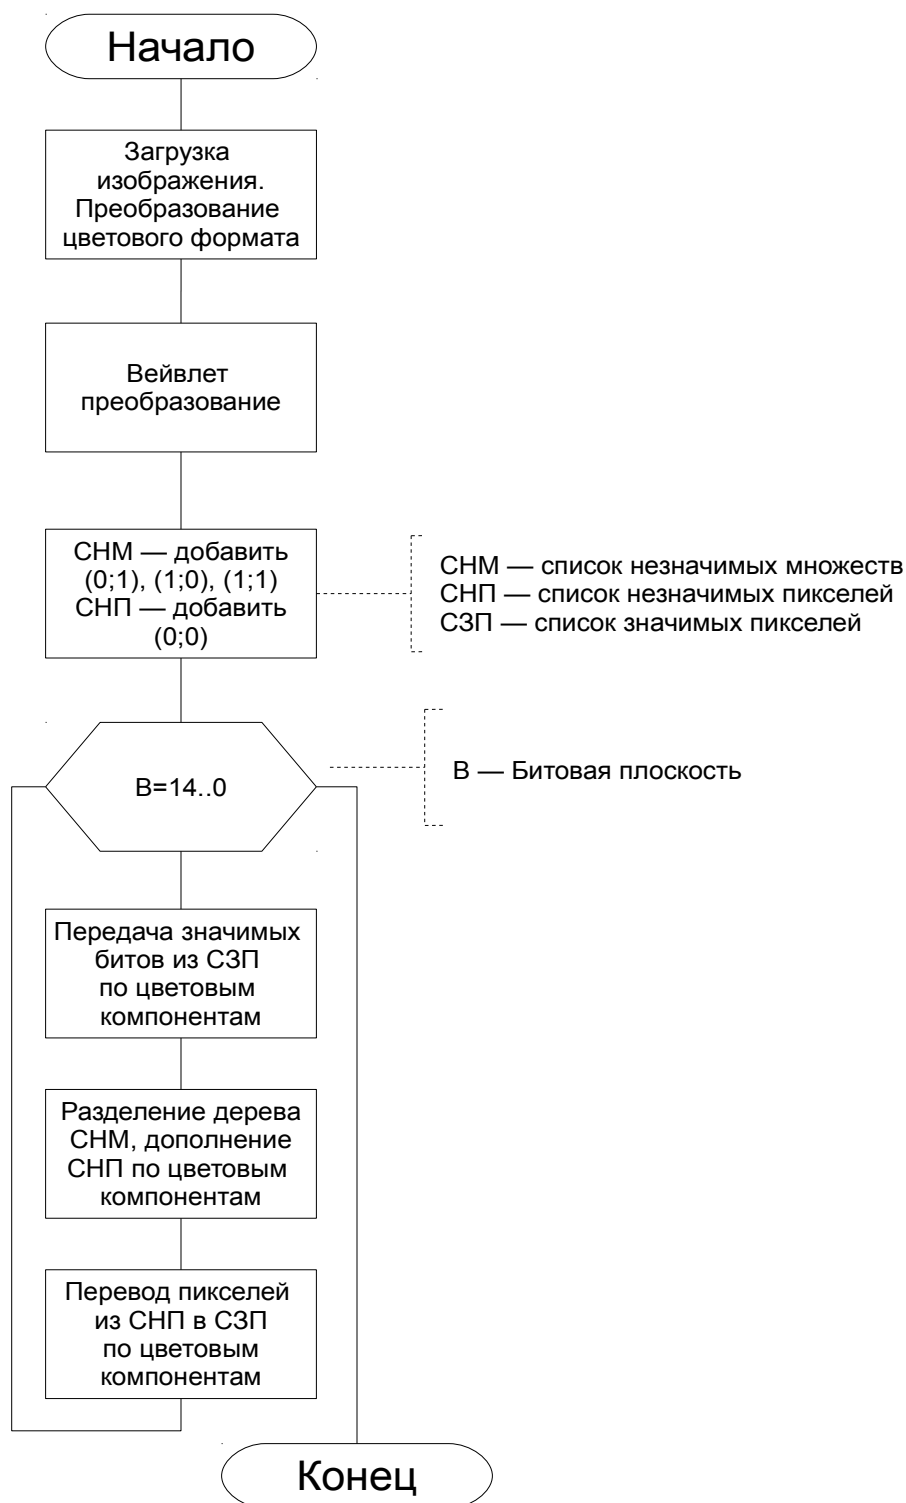 Начало
Загрузка
изображения.
Преобразование
цветового формата
Вейвлет
преобразование
СНМ — добавить
(0;1), (1;0), (1;1)
СНП — добавить
(0;0)
СНМ — список незначимых множеств
СНП — список незначимых пикселей
СЗП — список значимых пикселей
B=14..0
B — Битовая плоскость
Передача значимых
битов из СЗП
по цветовым
компонентам
Разделение дерева
СНМ, дополнение
СНП по цветовым
компонентам
Перевод пикселей
из СНП в СЗП
по цветовым
компонентам
Конец